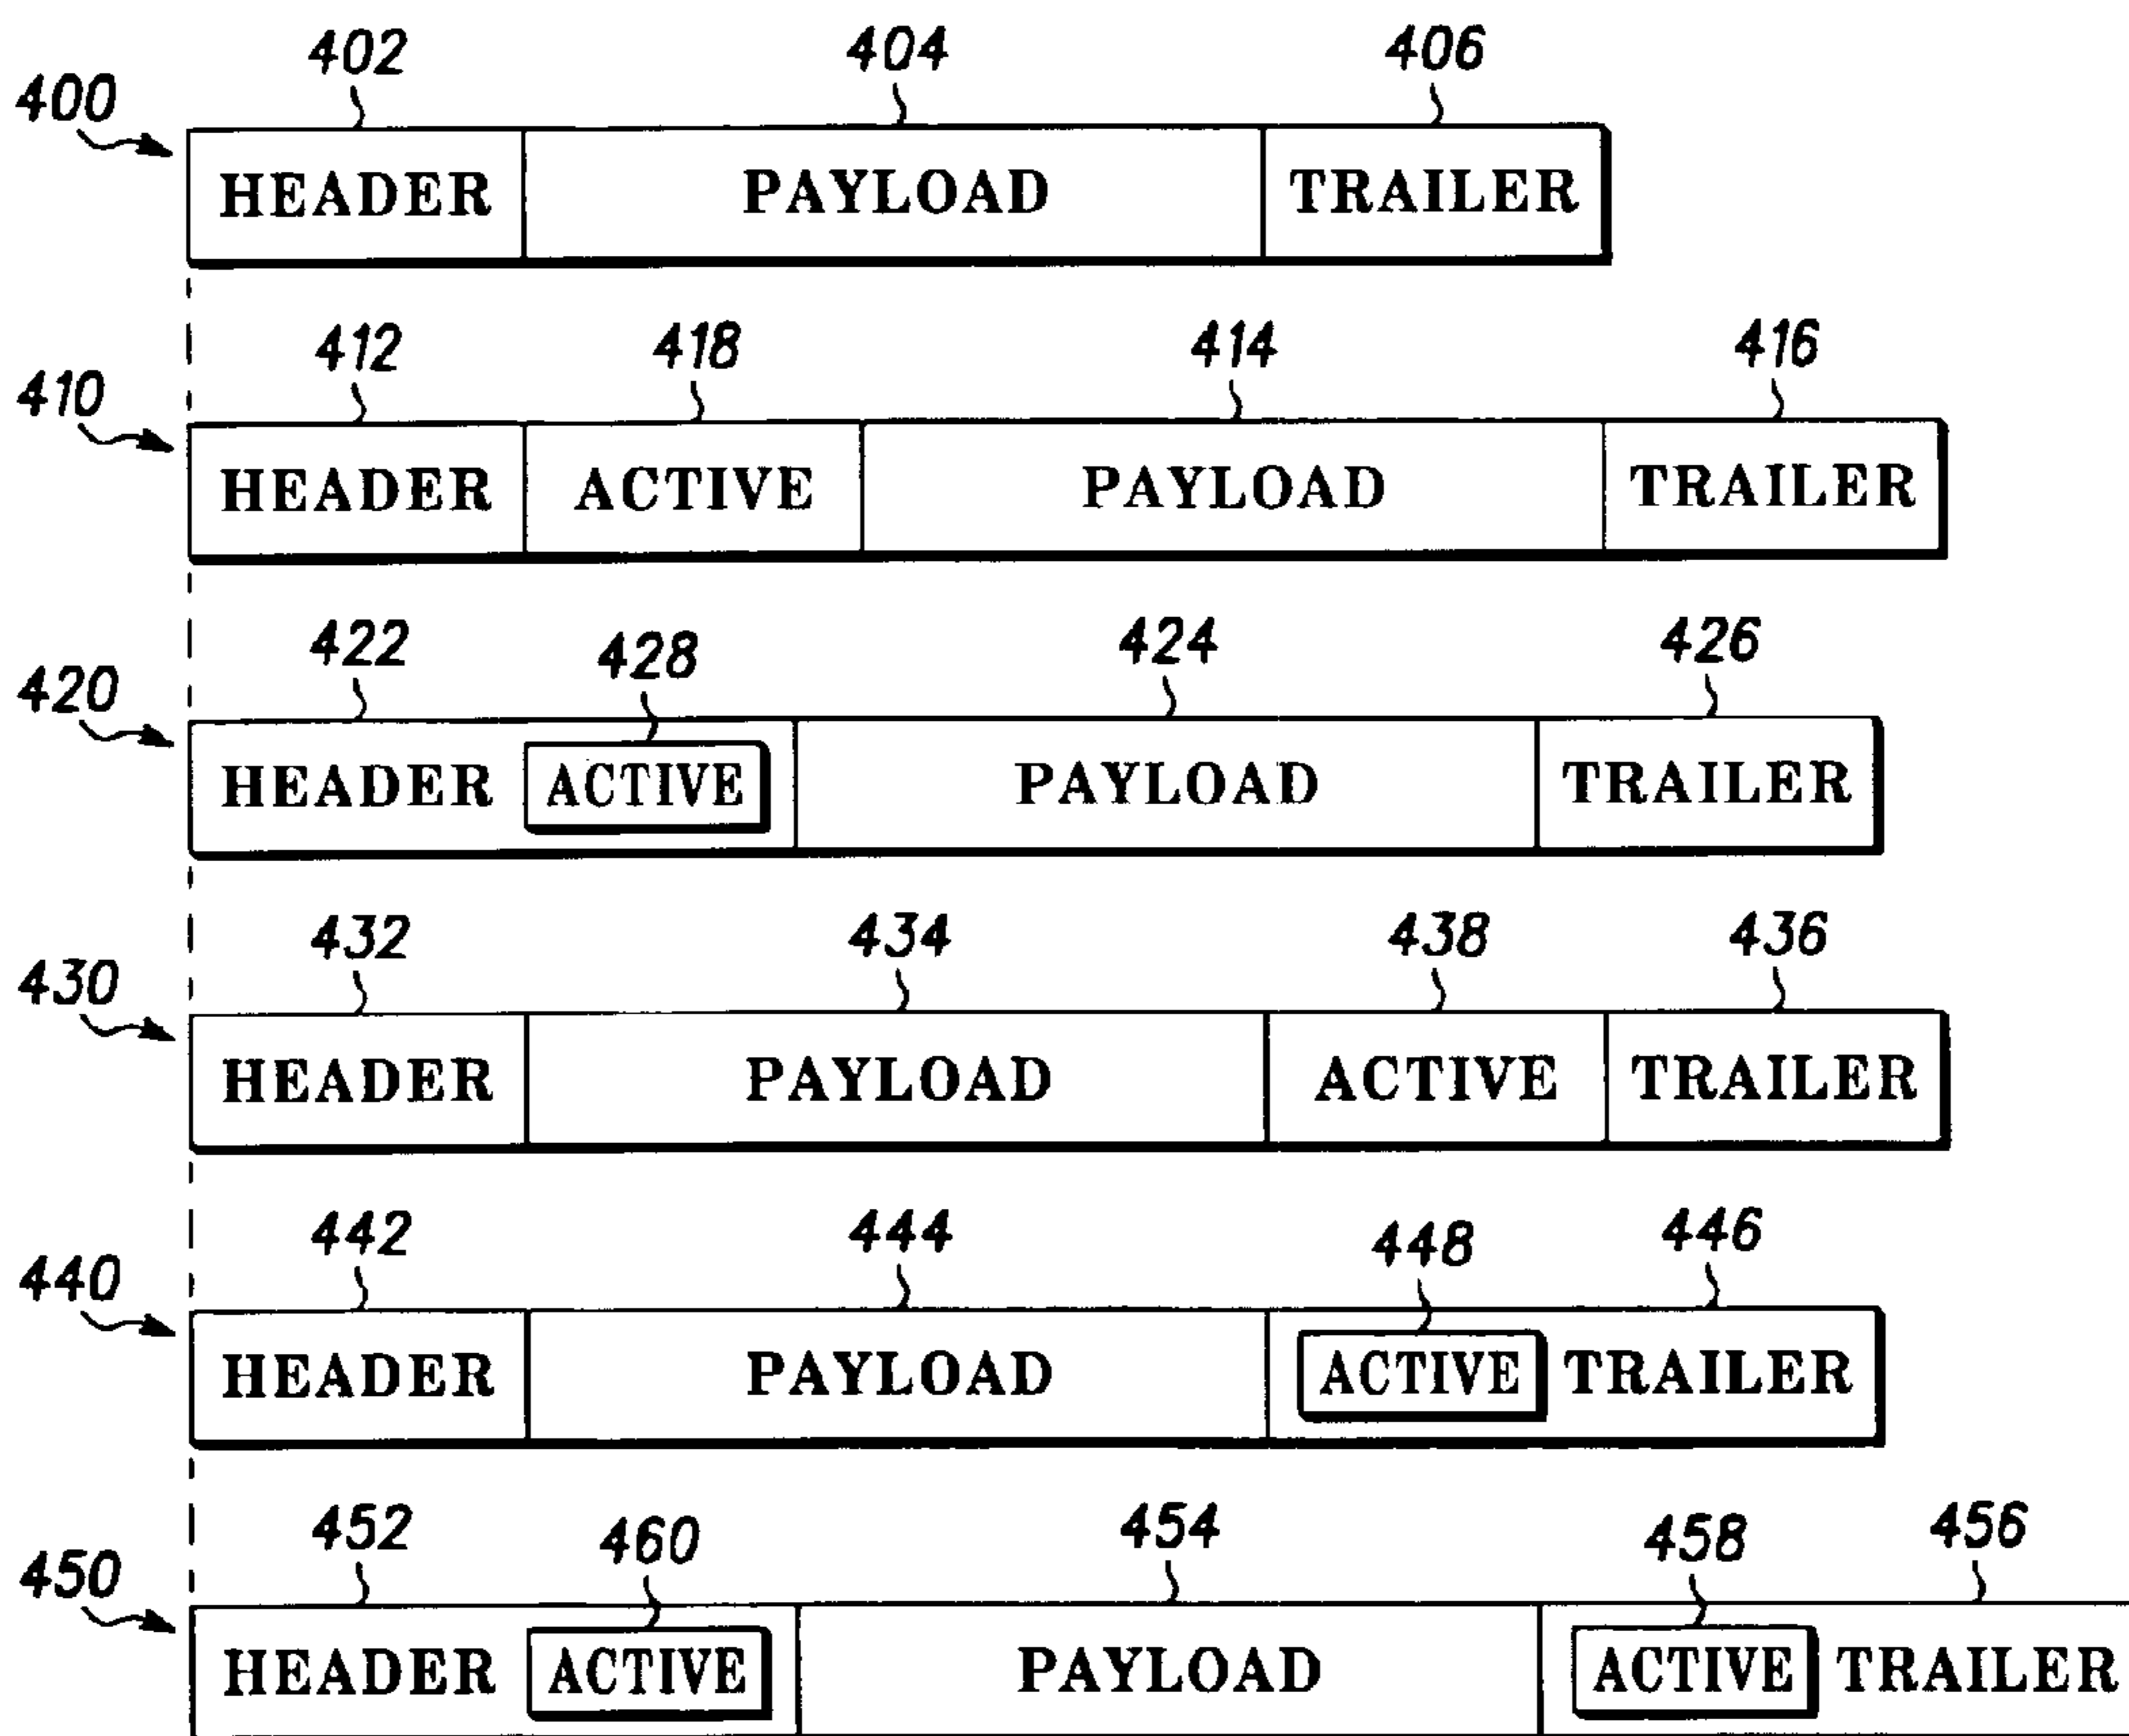 402 404 406
400
HEADER PAYLOAD TRAILER
412 418 414 416
410
HEADER ACTIVE PAYLOAD TRAILER
422 428 424 426
420
HEADER ACTIVE PAYLOAD TRAILER
432 434 438 436
430
HEADER PAYLOAD ACTIVE TRAILER
442 444 448 446
440
HEADER PAYLOAD ACTIVE TRAILER
452 460 454 458 456
450
HEADER ACTIVE PAYLOAD ACTIVE TRAILER